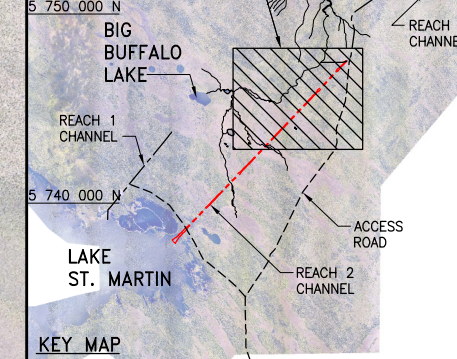 5 750 000 N
BIG
BUFFALO
LAKE
REACH
CHANNE
REACH 1
CHANNEL
5 740 000 N
ACCESS
ROAD
LAKE
ST. MARTIN
REACH 2
CHANNEL
KEY MAP